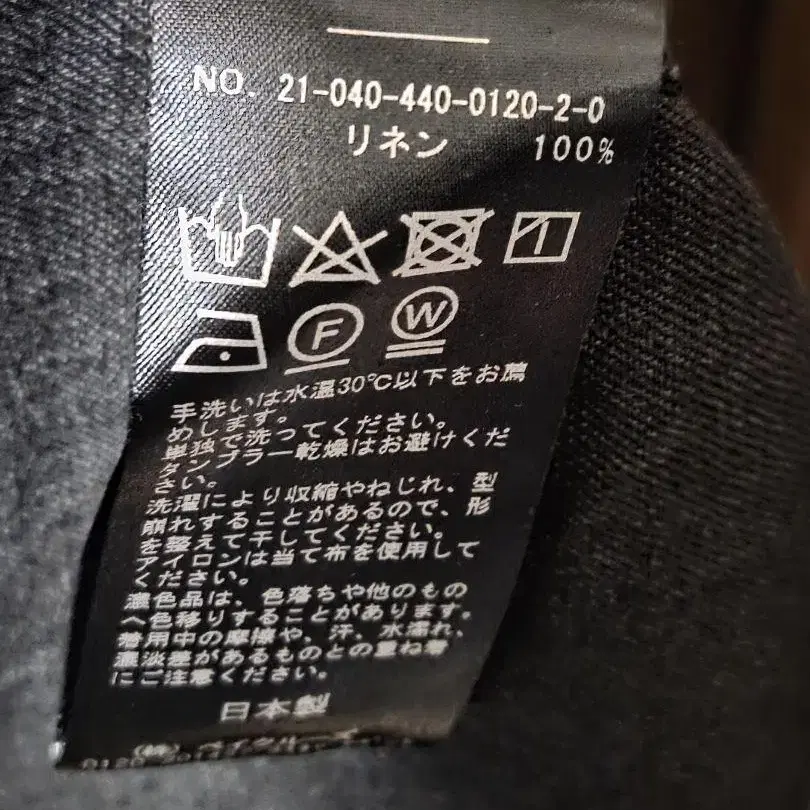 NO. 21-040-440-0120-2-0
リネン 100%
F W
手洗いは水温30℃以下をお薦
めします。
単独で洗ってください。
タンブラー乾燥はお避けくだ
さい。
洗濯により収縮やねじれ、型
崩れすることがあるので、形
を整えて干してください。
アイロンは当て布を使用して
ください。
濃色品は、色落ちや他のもの
へ色移りすることがあります。
着用中の摩擦や、汗、水濡れ、
濃淡差があるものとの重ね着
にご注意ください。
日本製
(株)